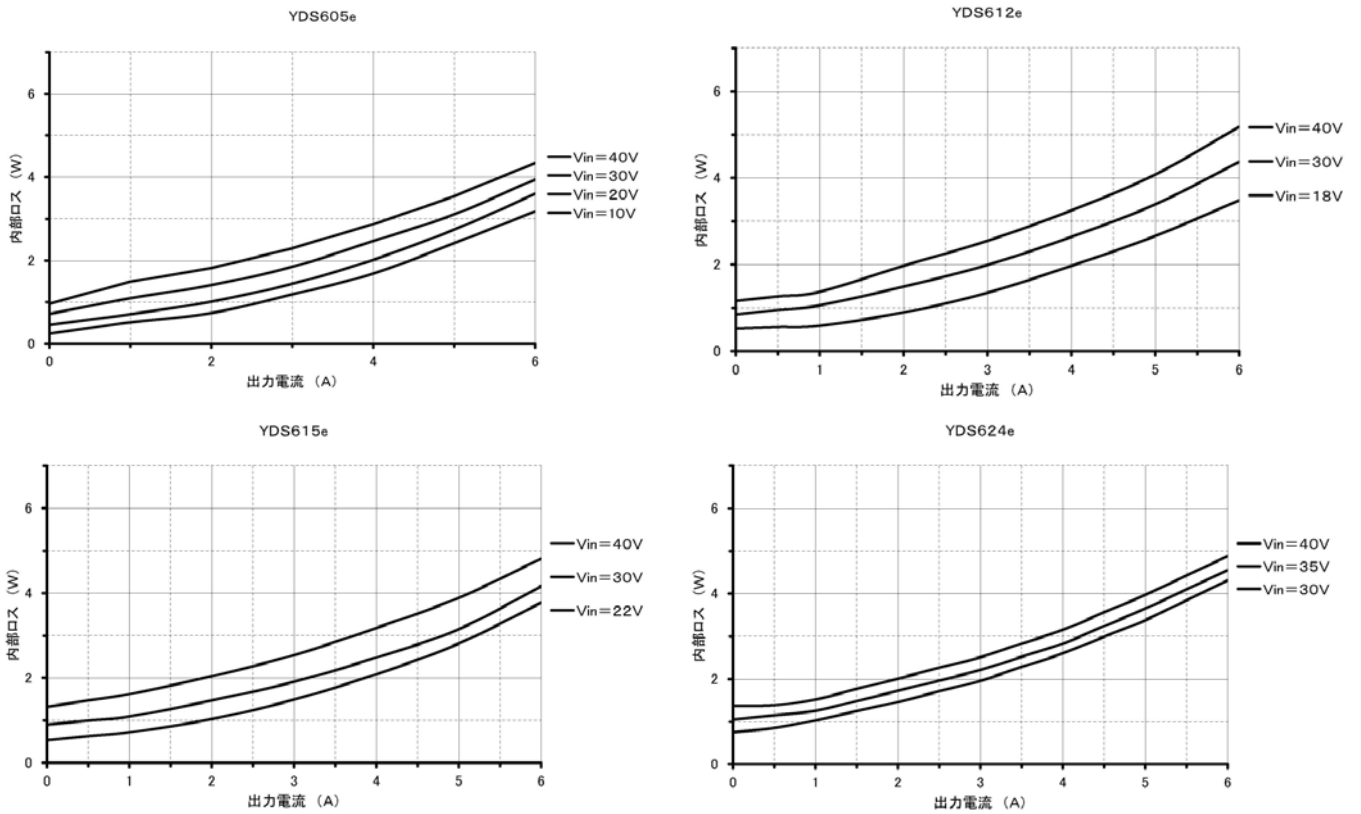 YDS605e
内部ロス (W)
6
4
2
0
0 2 4 6
出力電流 (A)
Vin=40V
Vin=30V
Vin=20V
Vin=10V
YDS612e
内部ロス (W)
6
4
2
0
0 1 2 3 4 5 6
出力電流 (A)
Vin=40V
Vin=30V
Vin=18V
YDS615e
内部ロス (W)
6
4
2
0
0 1 2 3 4 5 6
出力電流 (A)
Vin=40V
Vin=30V
Vin=22V
YDS624e
内部ロス (W)
6
4
2
0
0 1 2 3 4 5 6
出力電流 (A)
Vin=40V
Vin=35V
Vin=30V